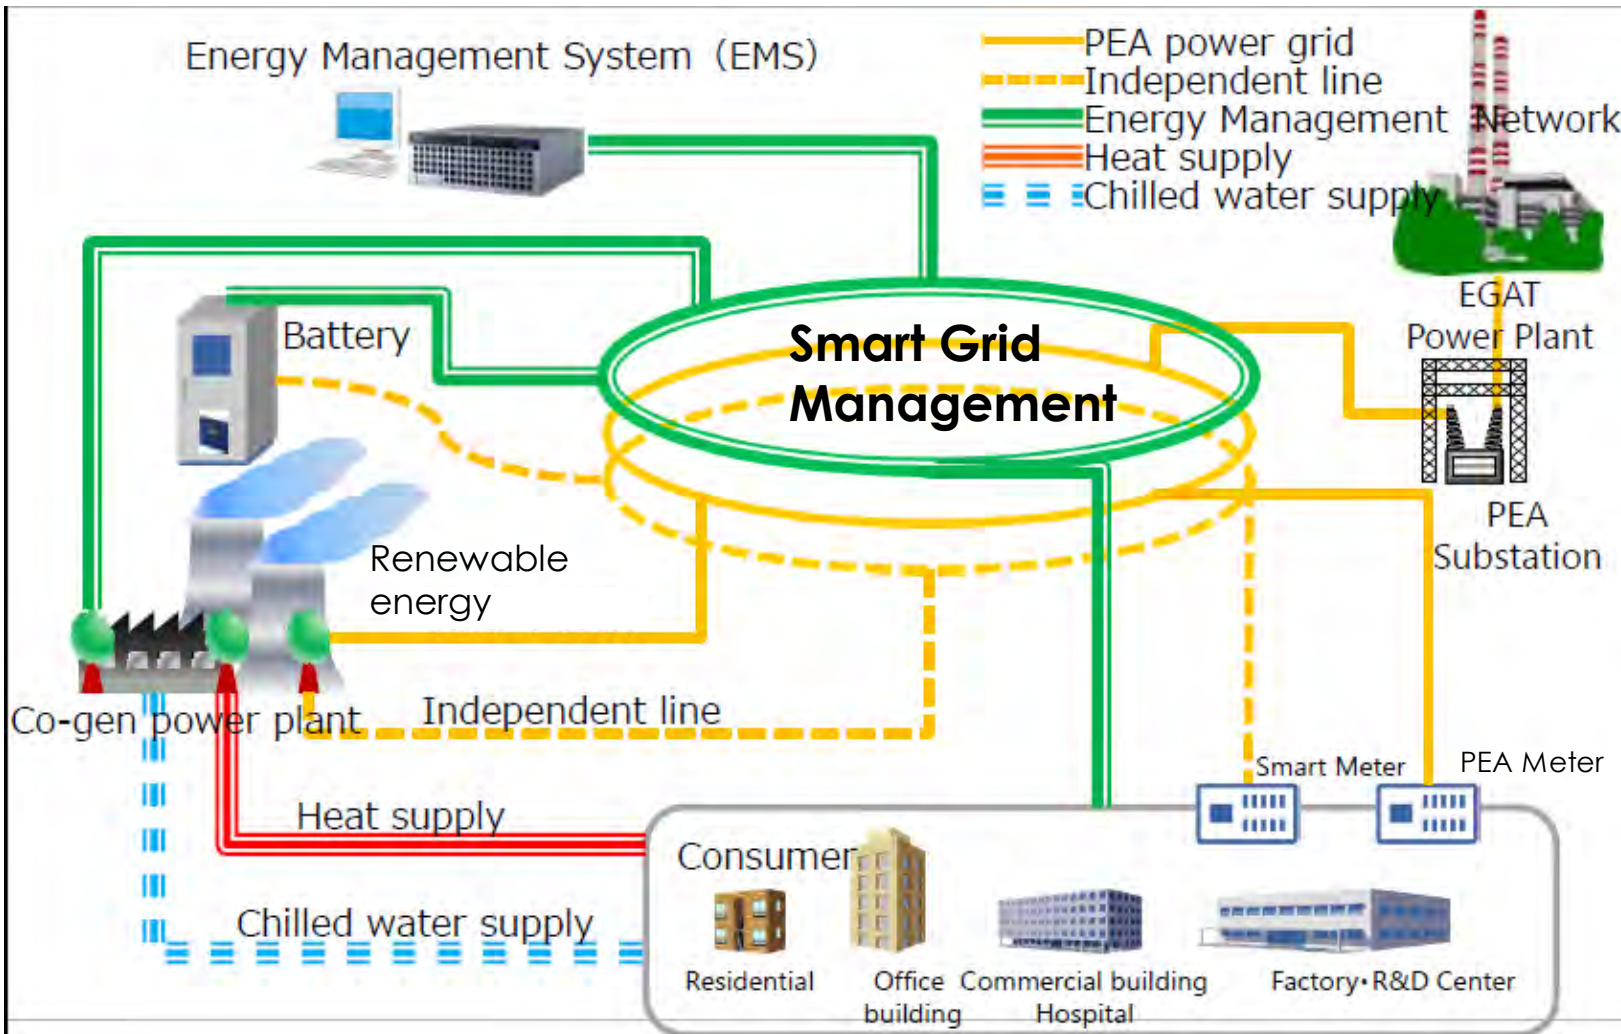 Energy Management System (EMS)
PEA power grid
Independent line
Energy Management Network
Heat supply
Chilled water supply
EGAT
Power Plant
Battery
Smart Grid
Management
PEA
Substation
Renewable
energy
Co-gen power plant
Independent line
Smart Meter
PEA Meter
Heat supply
Consumer
Chilled water supply
Residential
Office
building
Commercial building
Hospital
Factory・R&D Center